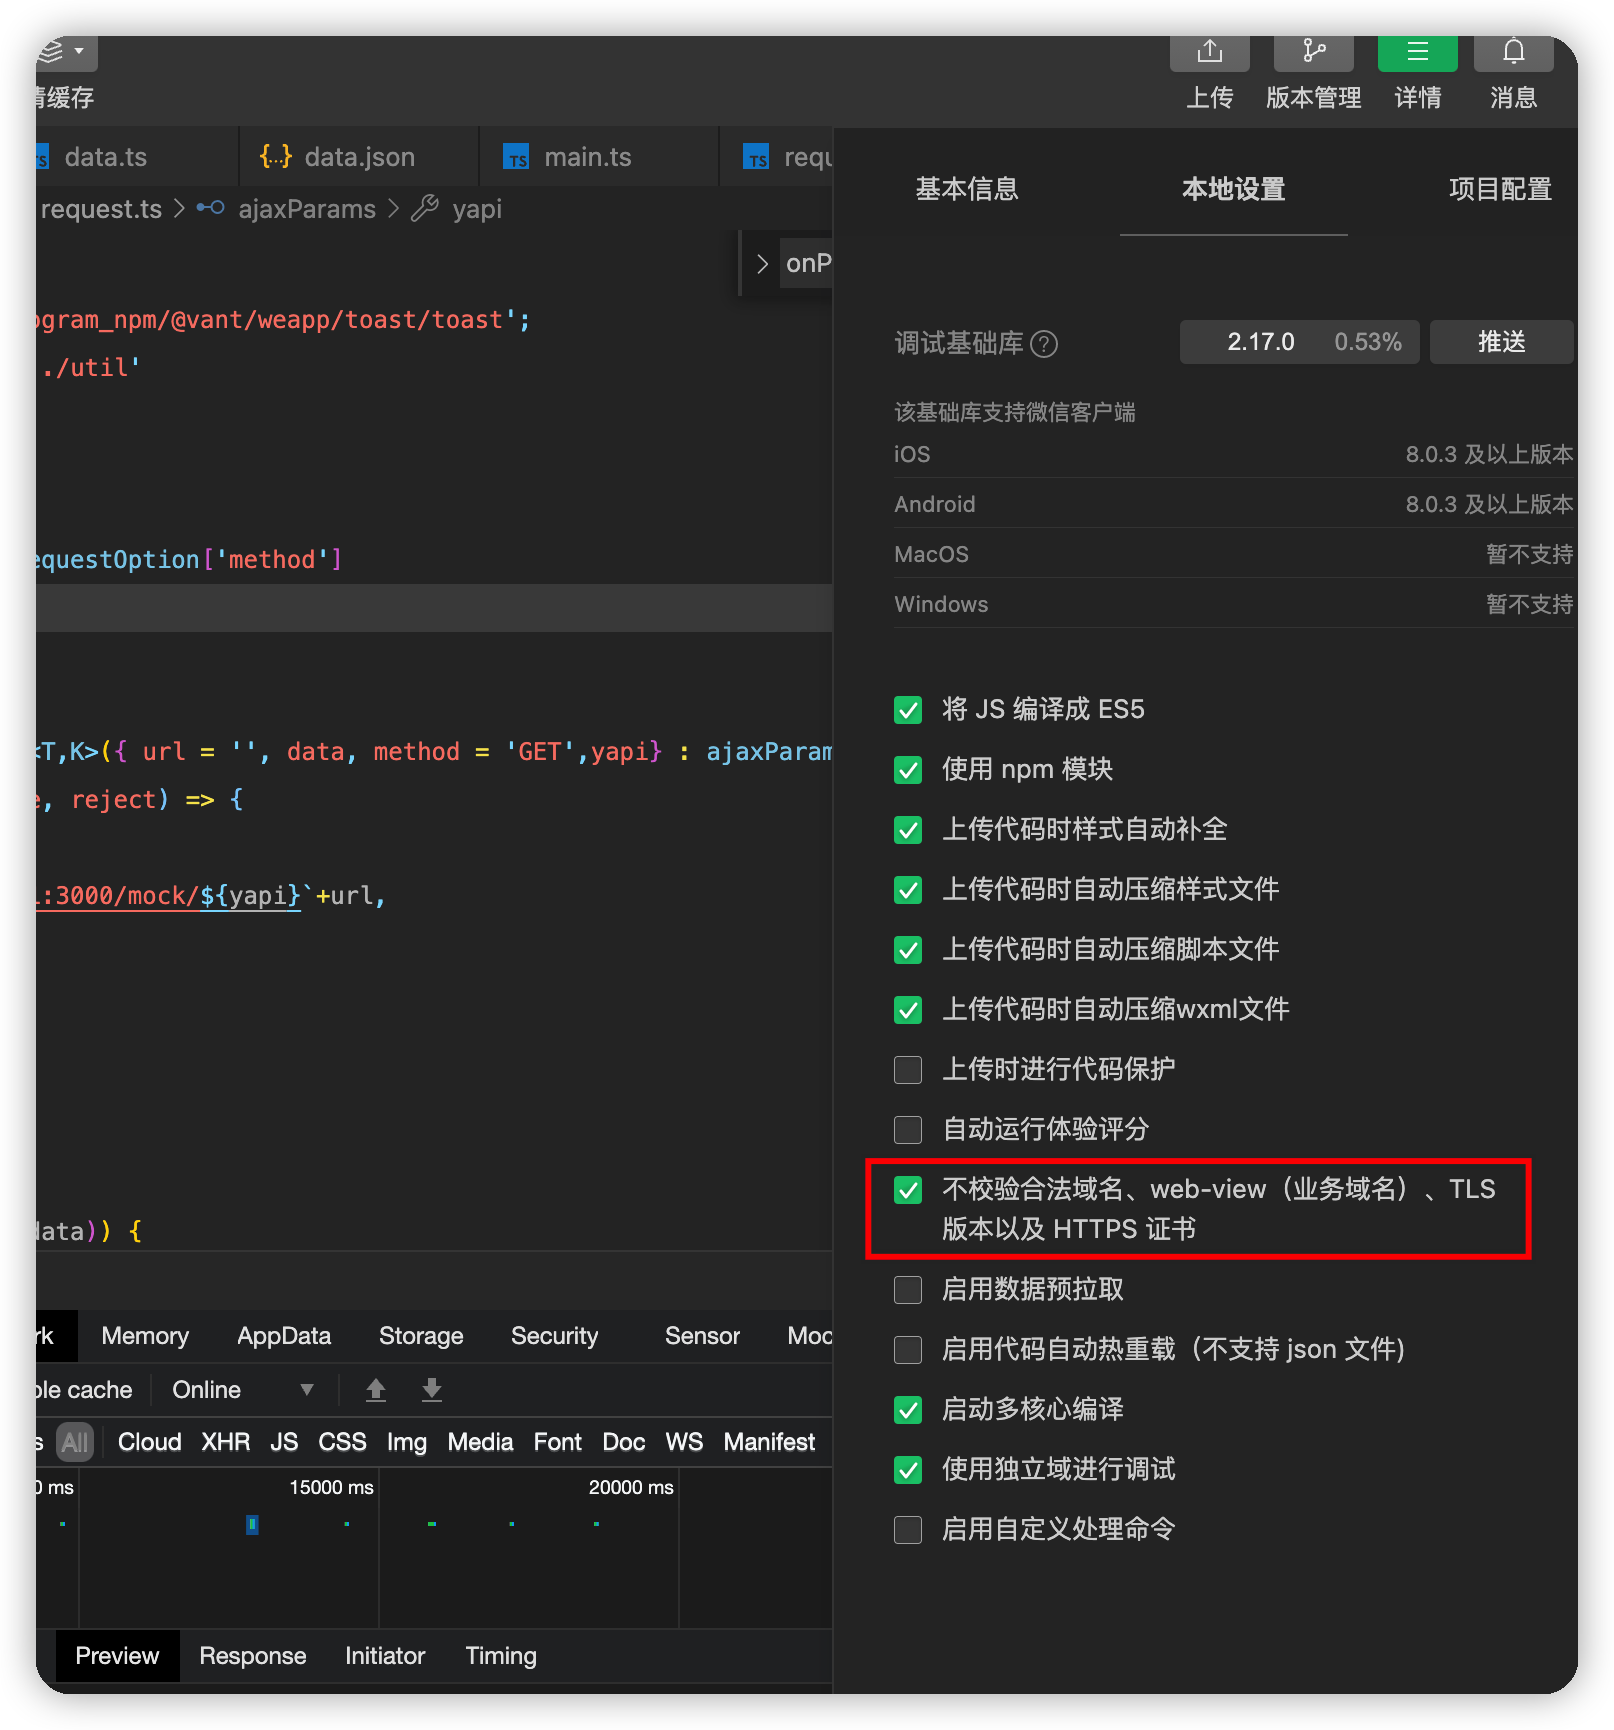 清缓存
上传
版本管理
详情
消息
data.ts
data.json
main.ts
requ
request.ts > ajaxParams > yapi
onP
ogram_npm/@vant/weapp/toast/toast';
./util'
equestOption['method']
<T,K>({ url = '', data, method = 'GET',yapi} : ajaxParam
e, reject) => {
:3000/mock/${yapi}`+url,
data)) {
rk
Memory
AppData
Storage
Security
Sensor
Moc
ble cache
Online
s
All
Cloud
XHR
JS
CSS
Img
Media
Font
Doc
WS
Manifest
0 ms
15000 ms
20000 ms
Preview
Response
Initiator
Timing
基本信息
本地设置
项目配置
调试基础库
2.17.0
0.53%
推送
该基础库支持微信客户端
iOS
8.0.3 及以上版本
Android
8.0.3 及以上版本
MacOS
暂不支持
Windows
暂不支持
将 JS 编译成 ES5
使用 npm 模块
上传代码时样式自动补全
上传代码时自动压缩样式文件
上传代码时自动压缩脚本文件
上传代码时自动压缩wxml文件
上传时进行代码保护
自动运行体验评分
不校验合法域名、web-view（业务域名）、TLS
版本以及 HTTPS 证书
启用数据预拉取
启用代码自动热重载（不支持 json 文件)
启动多核心编译
使用独立域进行调试
启用自定义处理命令